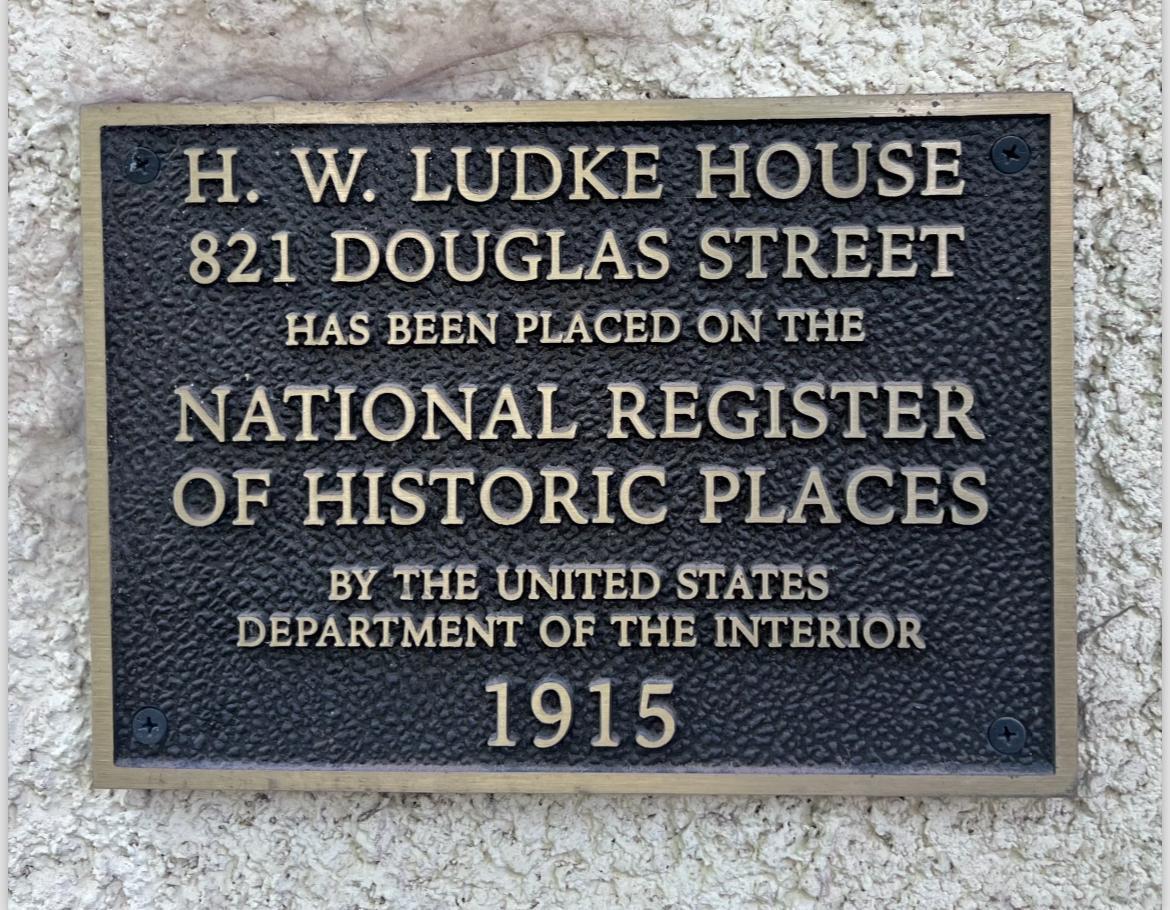 H. W. LUDKE HOUSE
821 DOUGLAS STREET
HAS BEEN PLACED ON THE
NATIONAL REGISTER
OF HISTORIC PLACES
BY THE UNITED STATES
DEPARTMENT OF THE INTERIOR
1915